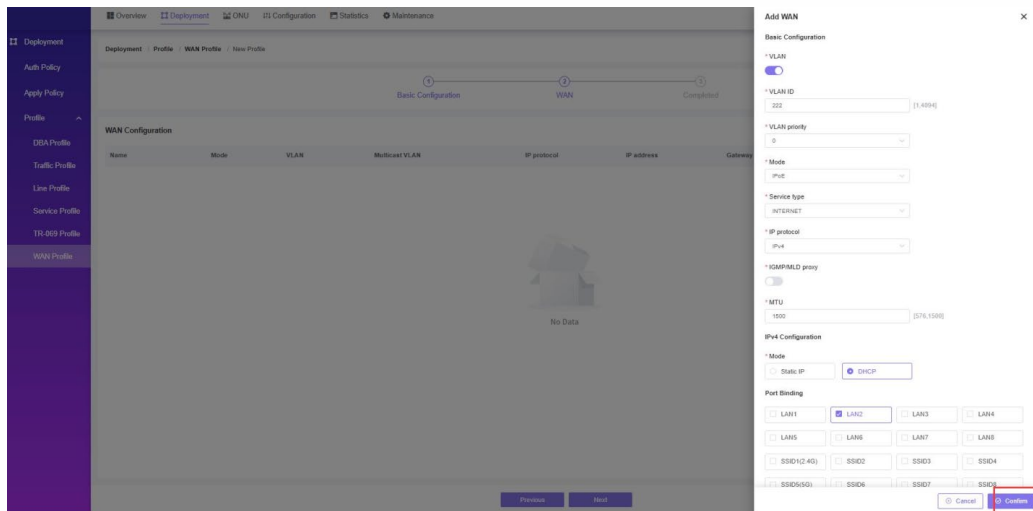 Overview Deployment ONU Configuration Statistics Maintenance
Deployment
Auth Policy
Apply Policy
Profile
DBA Profile
Traffic Profile
Line Profile
Service Profile
TR-069 Profile
WAN Profile
Deployment / Profile / WAN Profile / New Profile
1 2 3
Basic Configuration WAN Completed
WAN Configuration
Name Mode VLAN Multicast VLAN IP protocol IP address Gateway
No Data
Previous Next
Add WAN
Basic Configuration
* VLAN
* VLAN ID
222 [1,4094]
* VLAN priority
0
* Mode
IPoE
* Service type
INTERNET
* IP protocol
IPv4
* IGMP/MLD proxy
* MTU
1500 [576,1500]
IPv4 Configuration
* Mode
Static IP DHCP
Port Binding
LAN1 LAN2 LAN3 LAN4
LAN5 LAN6 LAN7 LAN8
SSID1(2.4G) SSID2 SSID3 SSID4
SSID5(5G) SSID6 SSID7 SSID8
Cancel Confirm